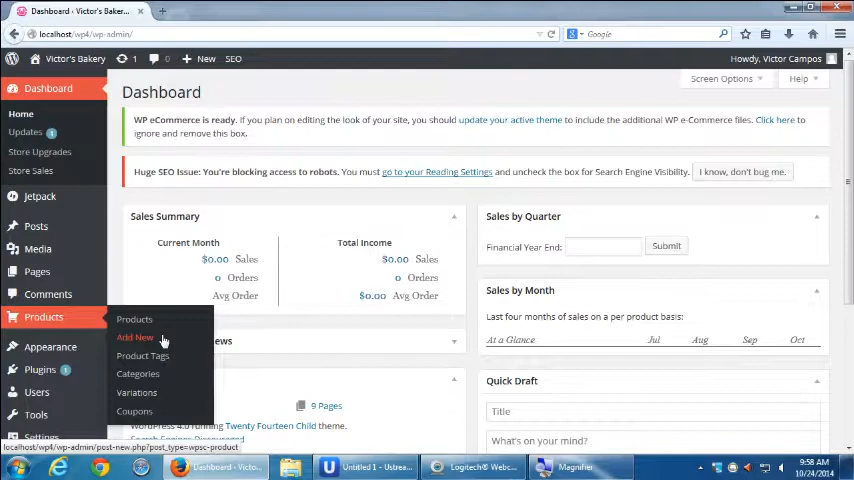 Dashboard ‹ Victor's Bakery...
localhost/wp4/wp-admin/
Google
Victor's Bakery
1
0
New
SEO
Howdy, Victor Campos
Dashboard
Home
Updates 1
Store Upgrades
Store Sales
Jetpack
Posts
Media
Pages
Comments
Products
Appearance
Plugins 1
Users
Tools
Settings
Products
Add New
Product Tags
Categories
Variations
Coupons
Screen Options
Help
Dashboard
WP eCommerce is ready. If you plan on editing the look of your site, you should update your active theme to include the additional WP e-Commerce files. Click here to
ignore and remove this box.
Huge SEO Issue: You're blocking access to robots. You must go to your Reading Settings and uncheck the box for Search Engine Visibility.
I know, don't bug me.
Sales Summary
Current Month
Total Income
$0.00 Sales
$0.00 Sales
0 Orders
0 Orders
Avg Order
$0.00 Avg Order
Sales by Quarter
Financial Year End:
Submit
Sales by Month
Last four months of sales on a per product basis:
At a Glance
Jul
Aug
Sep
Oct
Quick Draft
Title
What's on your mind?
ews
9 Pages
WordPress 4.0 running Twenty Fourteen Child theme.
Search Engines Discouraged
localhost/wp4/wp-admin/post-new.php?post_type=wpsc-product
Dashboard ‹ Victor's...
Untitled 1 - Ustrea...
Logitech® Webc...
Magnifier
9:58 AM
10/24/2014